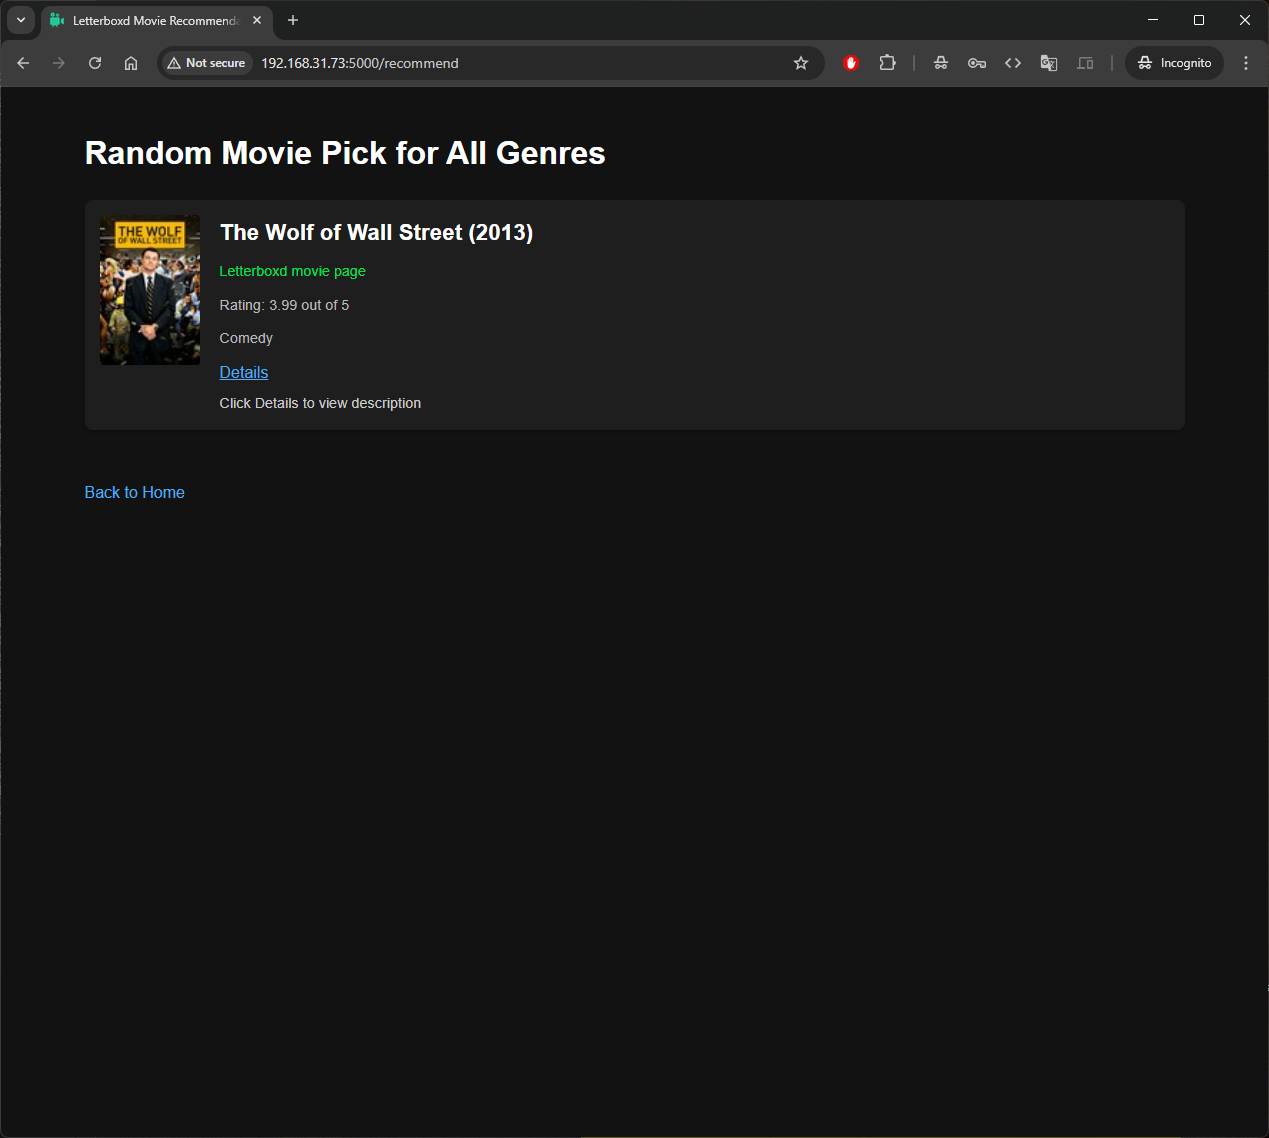 Letterboxd Movie Recommenda
Not secure
192.168.31.73:5000/recommend
Incognito
Random Movie Pick for All Genres
THE WOLF
OF WALL STREET
The Wolf of Wall Street (2013)
Letterboxd movie page
Rating: 3.99 out of 5
Comedy
Details
Click Details to view description
Back to Home